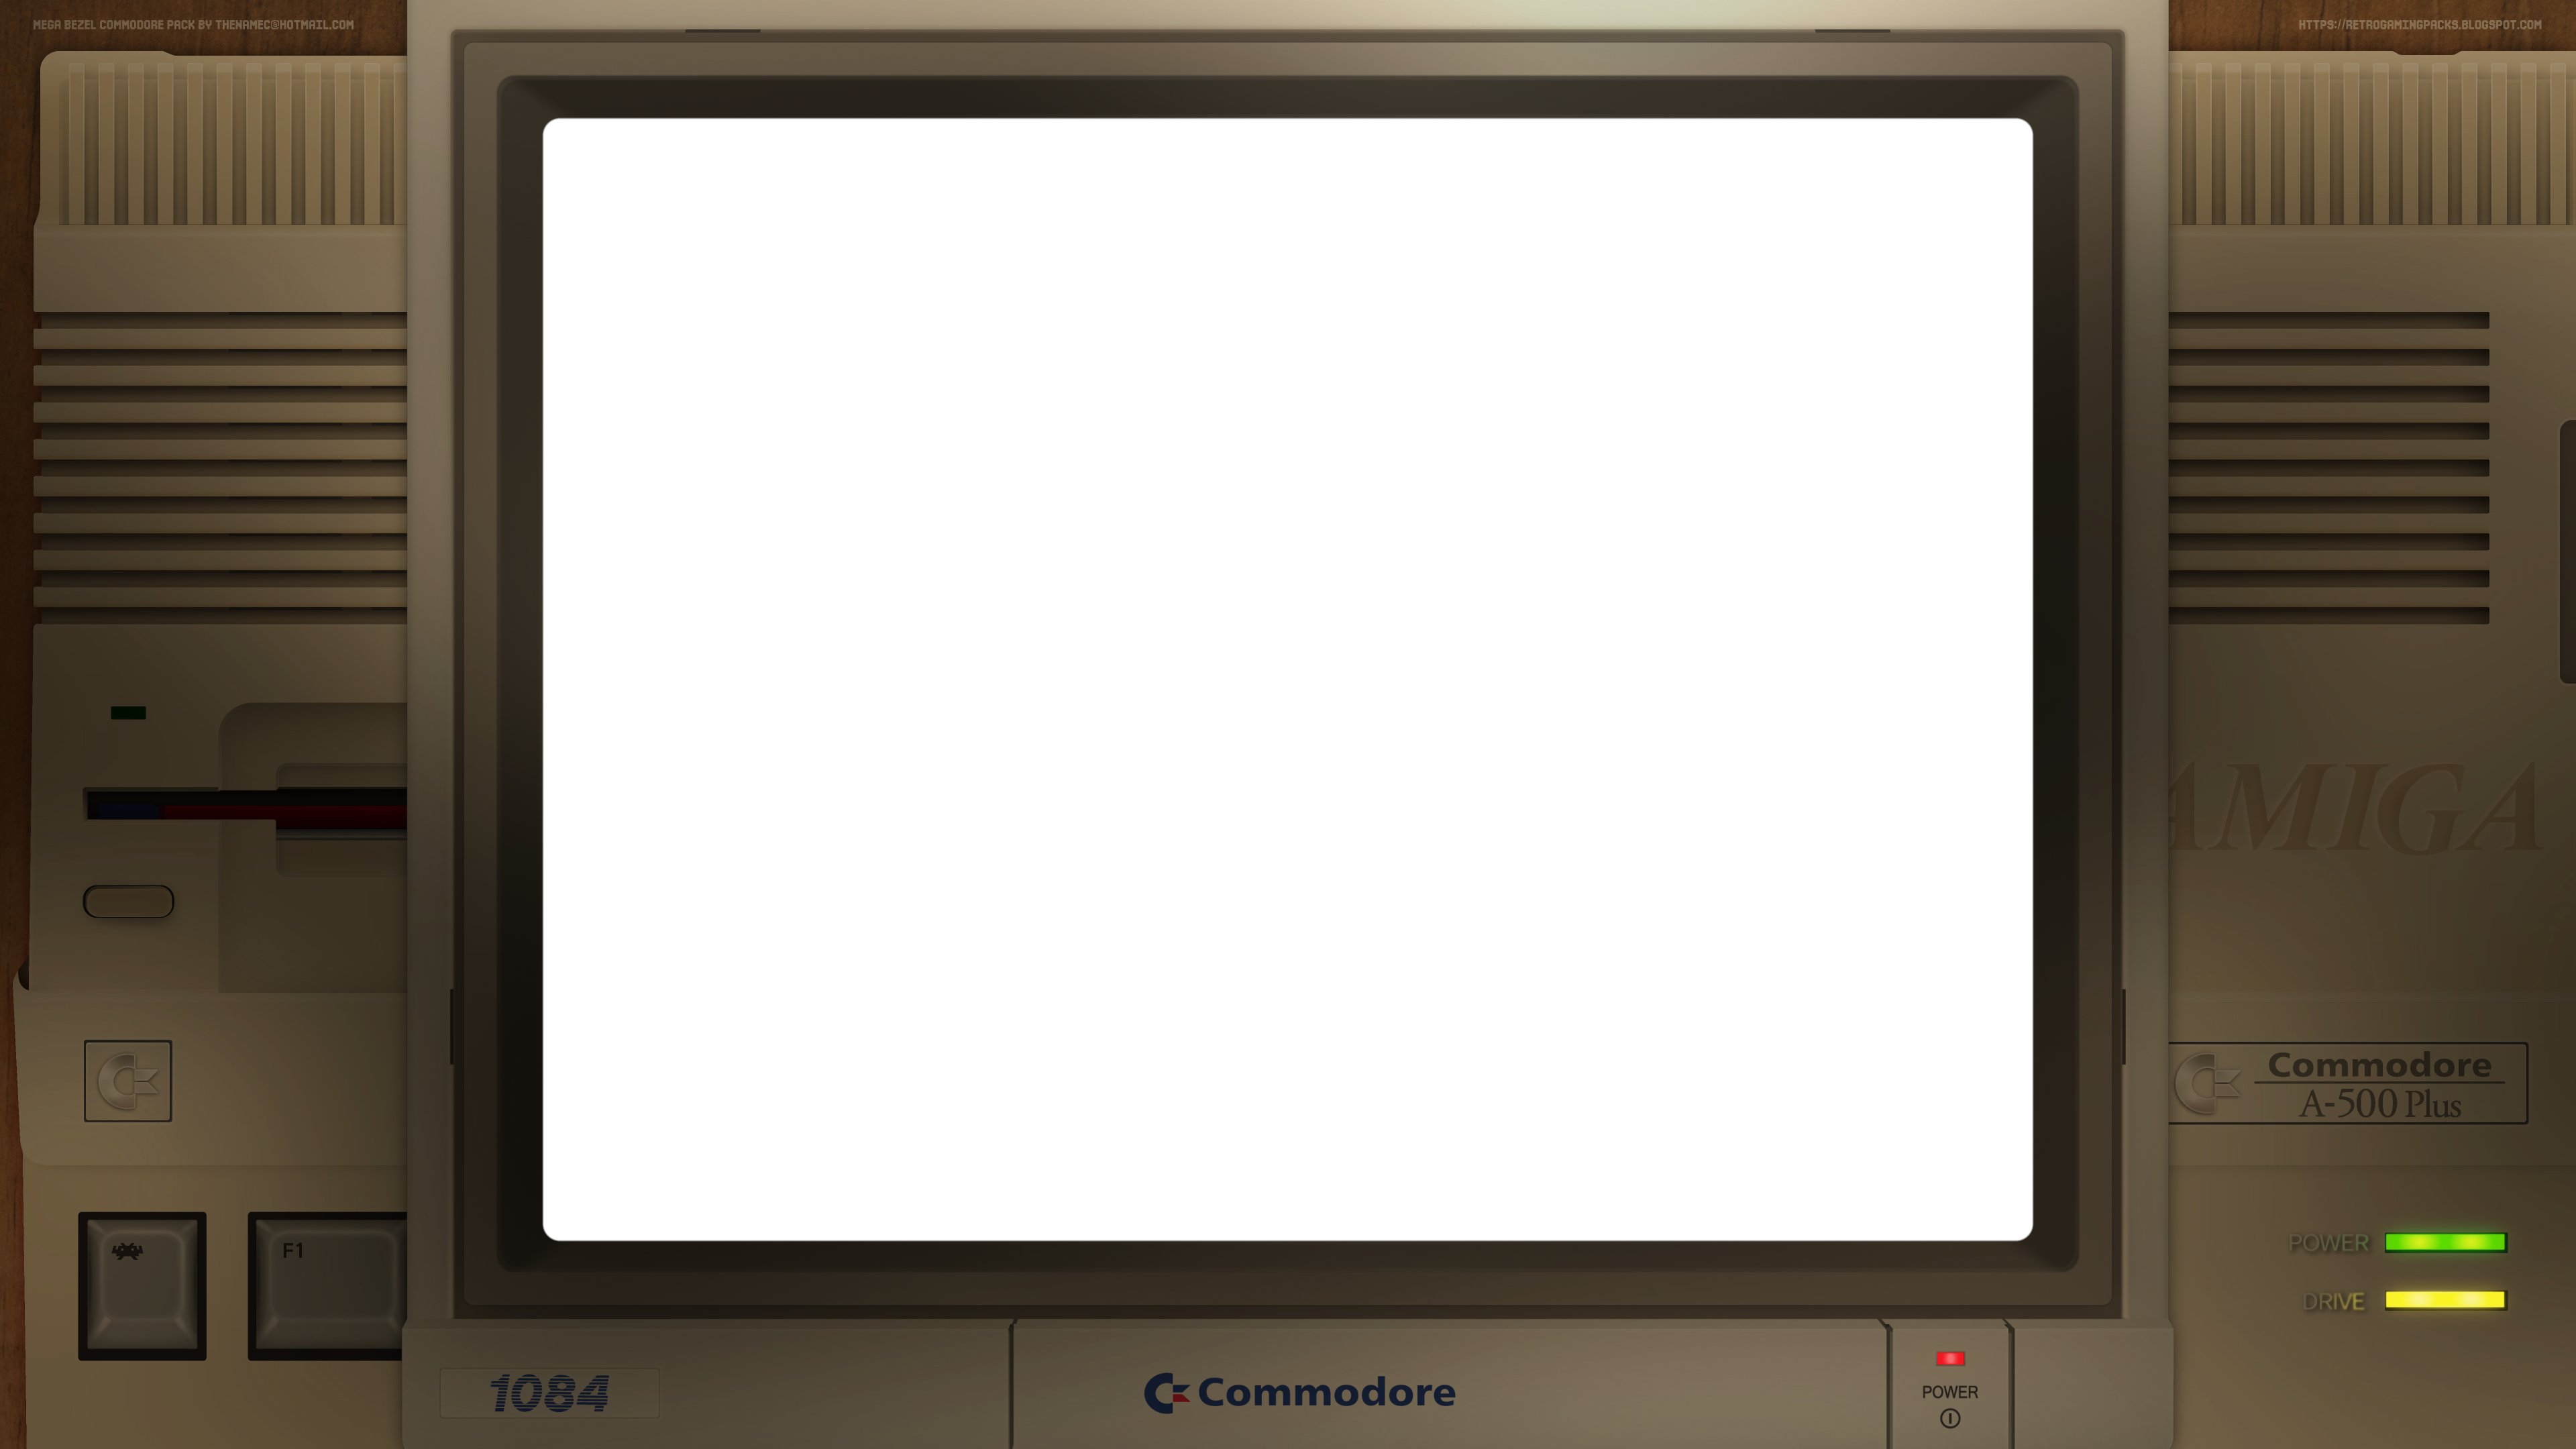 MEGA BEZEL COMMODORE PACK BY THENAMEC@HOTMAIL.COM
HTTPS://RETROGAMINGPACKS.BLOGSPOT.COM
AMIGA
Commodore
A-500 Plus
F1
POWER
DRIVE
1084
Commodore
POWER